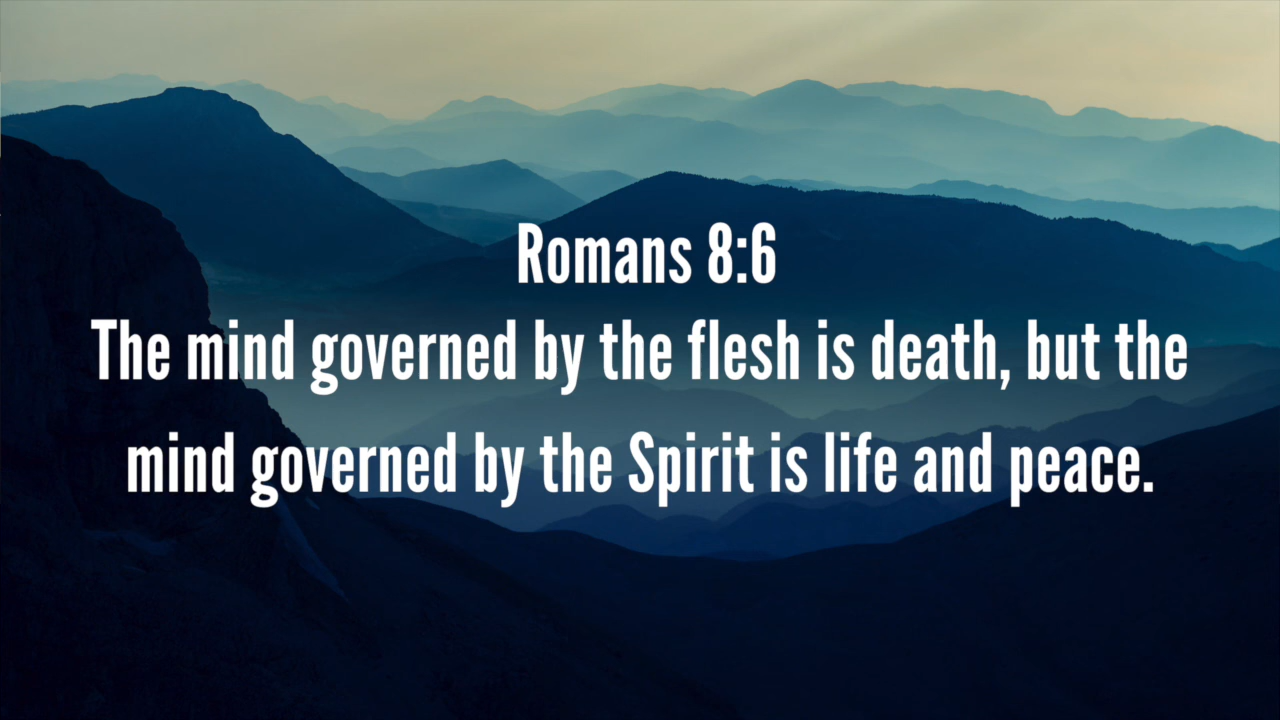 Romans 8:6
The mind governed by the flesh is death, but the
mind governed by the Spirit is life and peace.